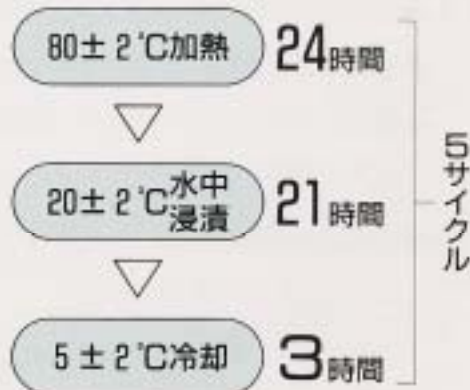 80±2℃加熱 24時間
▽
20±2℃水中浸漬 21時間
▽
5±2℃冷却 3時間
5サイクル